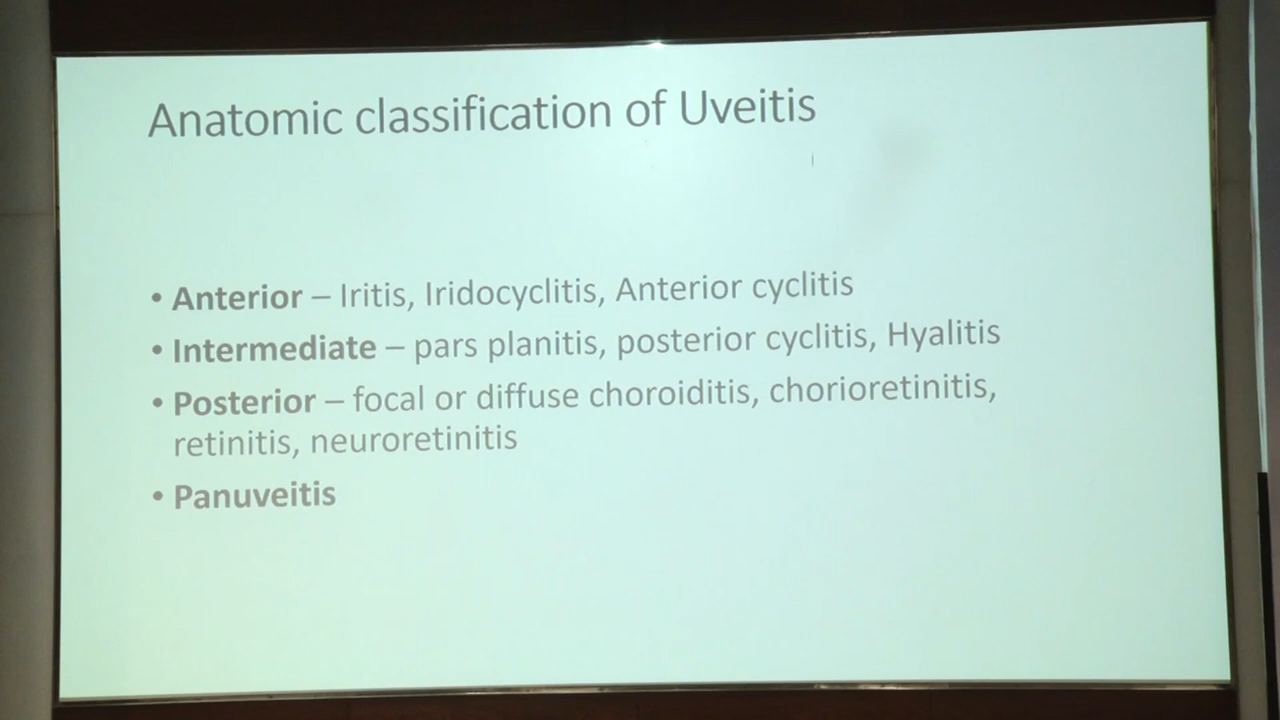 Anatomic classification of Uveitis
• Anterior – Iritis, Iridocyclitis, Anterior cyclitis
• Intermediate – pars planitis, posterior cyclitis, Hyalitis
• Posterior – focal or diffuse choroiditis, chorioretinitis,
retinitis, neuroretinitis
• Panuveitis